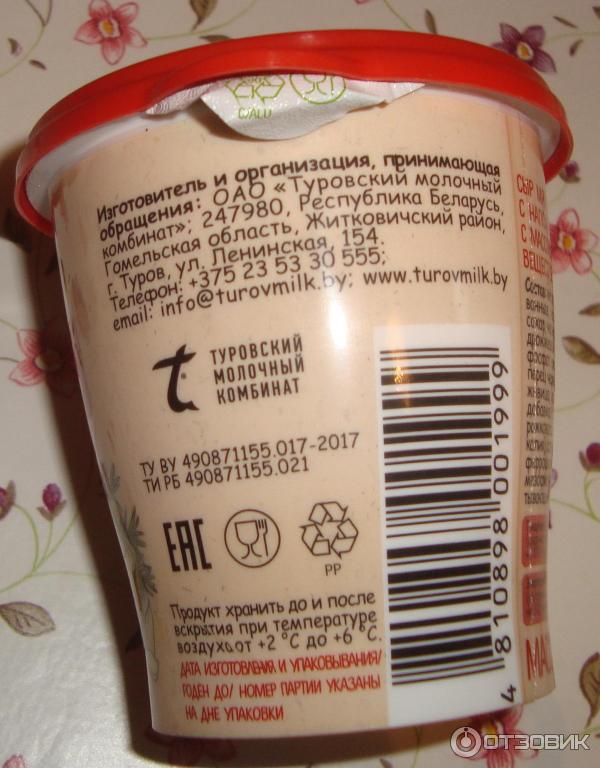 C/ALU
Изготовитель и организация, принимающая
обращения: ОАО «Туровский молочный
комбинат»; 247980, Республика Беларусь,
Гомельская область, Житковичский район,
г. Туров, ул. Ленинская, 154.
Телефон: +375 23 53 30 555;
email: info@turovmilk.by; www.turovmilk.by
ТУРОВСКИЙ
МОЛОЧНЫЙ
КОМБИНАТ
ТУ BY 490871155.017-2017
ТИ РБ 490871155.021
EAC
PP
Продукт хранить до и после
вскрытия при температуре
воздуха от +2 °C до +6 °C.
ДАТА ИЗГОТОВЛЕНИЯ И УПАКОВЫВАНИЯ/
ГОДЕН ДО/ НОМЕР ПАРТИИ УКАЗАНЫ
НА ДНЕ УПАКОВКИ
4 810898 001999
СЫР
ОТЗОВИК